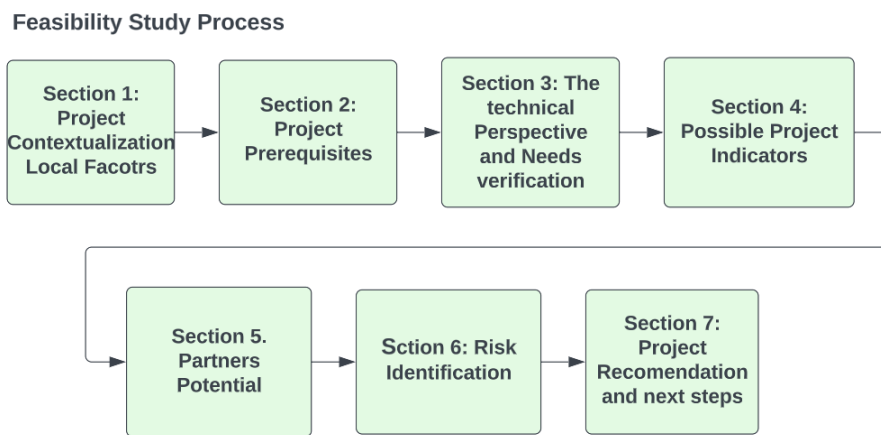 Feasibility Study Process
Section 1:
Project
Contextualization
Local Facotrs
Section 2:
Project
Prerequisites
Section 3: The
technical
Perspective
and Needs
verification
Section 4:
Possible Project
Indicators
Section 5.
Partners
Potential
Sction 6: Risk
Identification
Section 7:
Project
Recomendation
and next steps